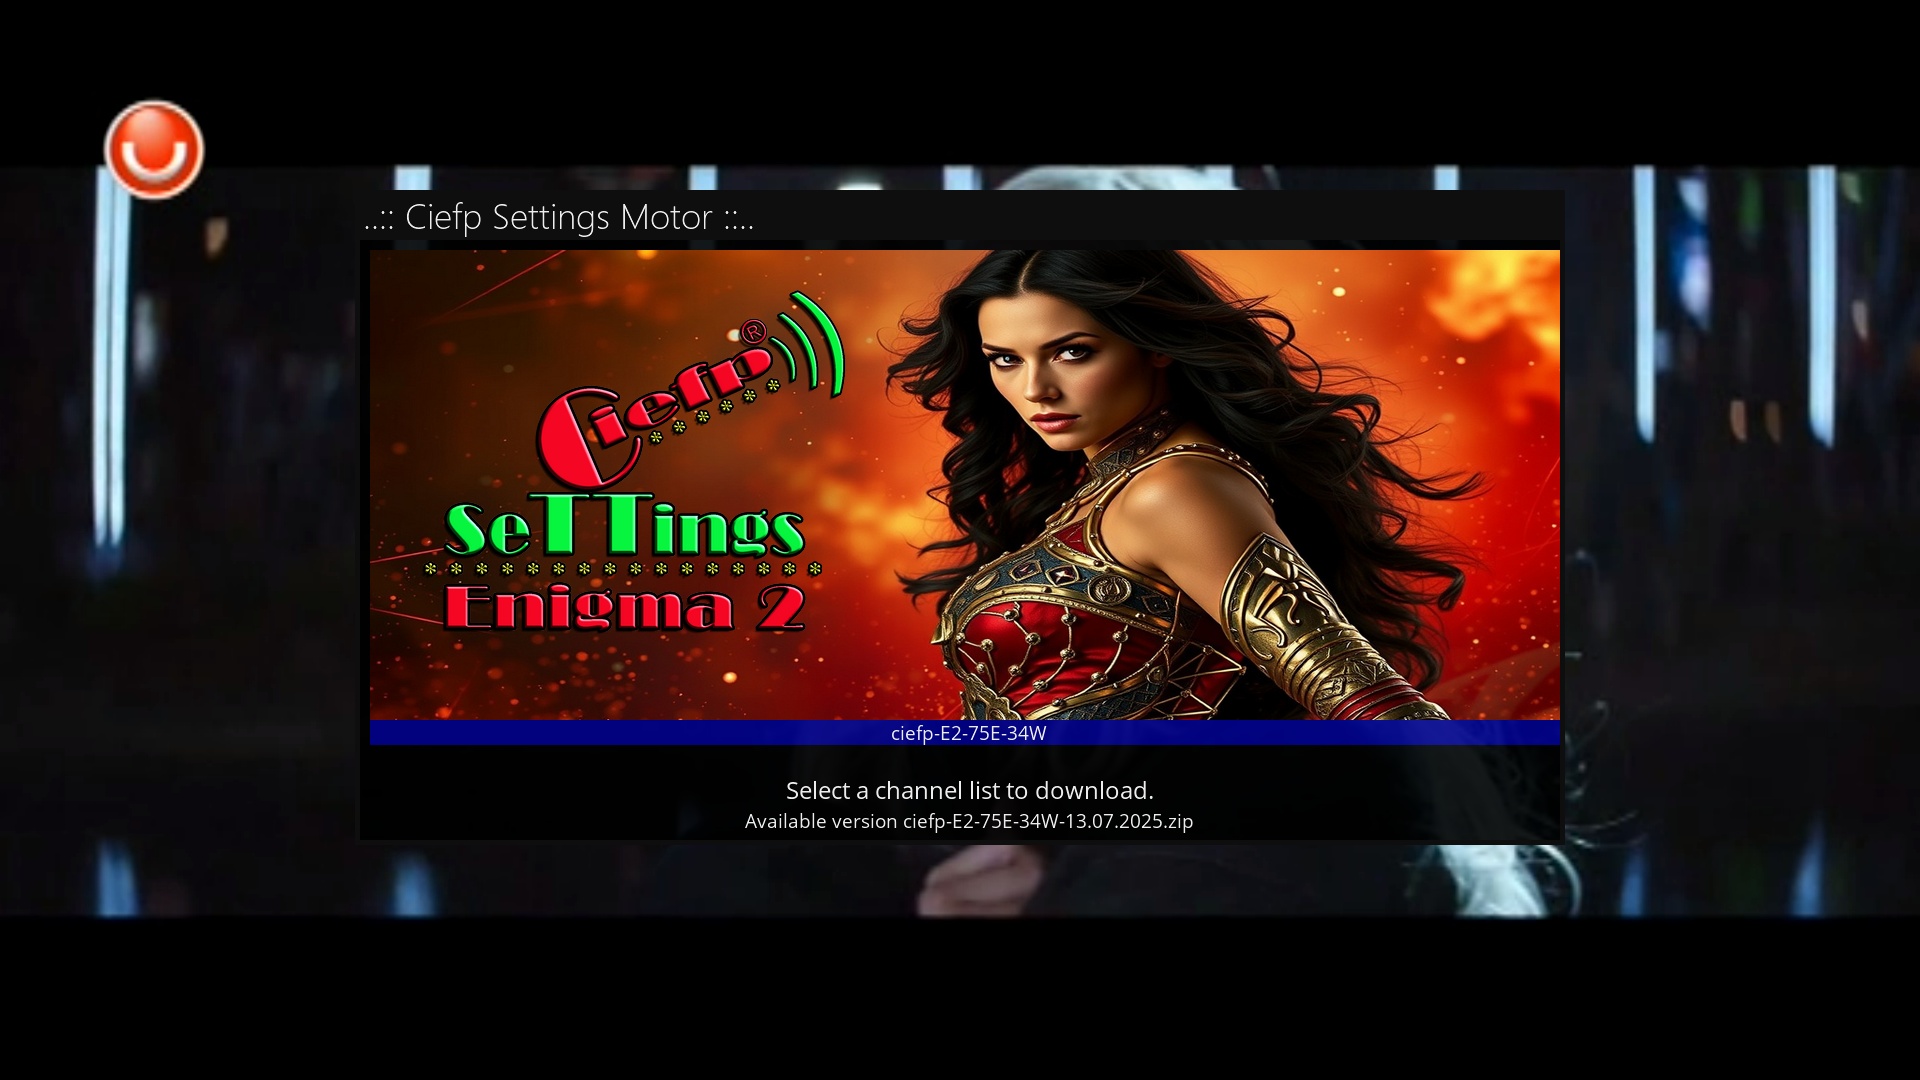 ..:: Ciefp Settings Motor ::..
Ciefp®
SeTTings
Enigma 2
ciefp-E2-75E-34W
Select a channel list to download.
Available version ciefp-E2-75E-34W-13.07.2025.zip